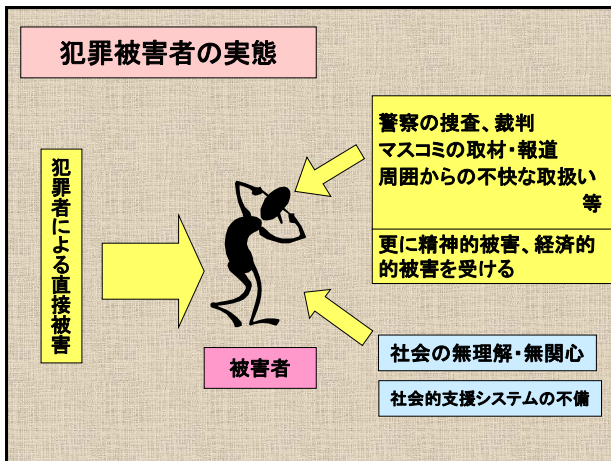 犯罪被害者の実態
犯罪者による直接被害
警察の捜査、裁判
マスコミの取材・報道
周囲からの不快な取扱い
等
更に精神的被害、経済的
的被害を受ける
被害者
社会の無理解・無関心
社会的支援システムの不備